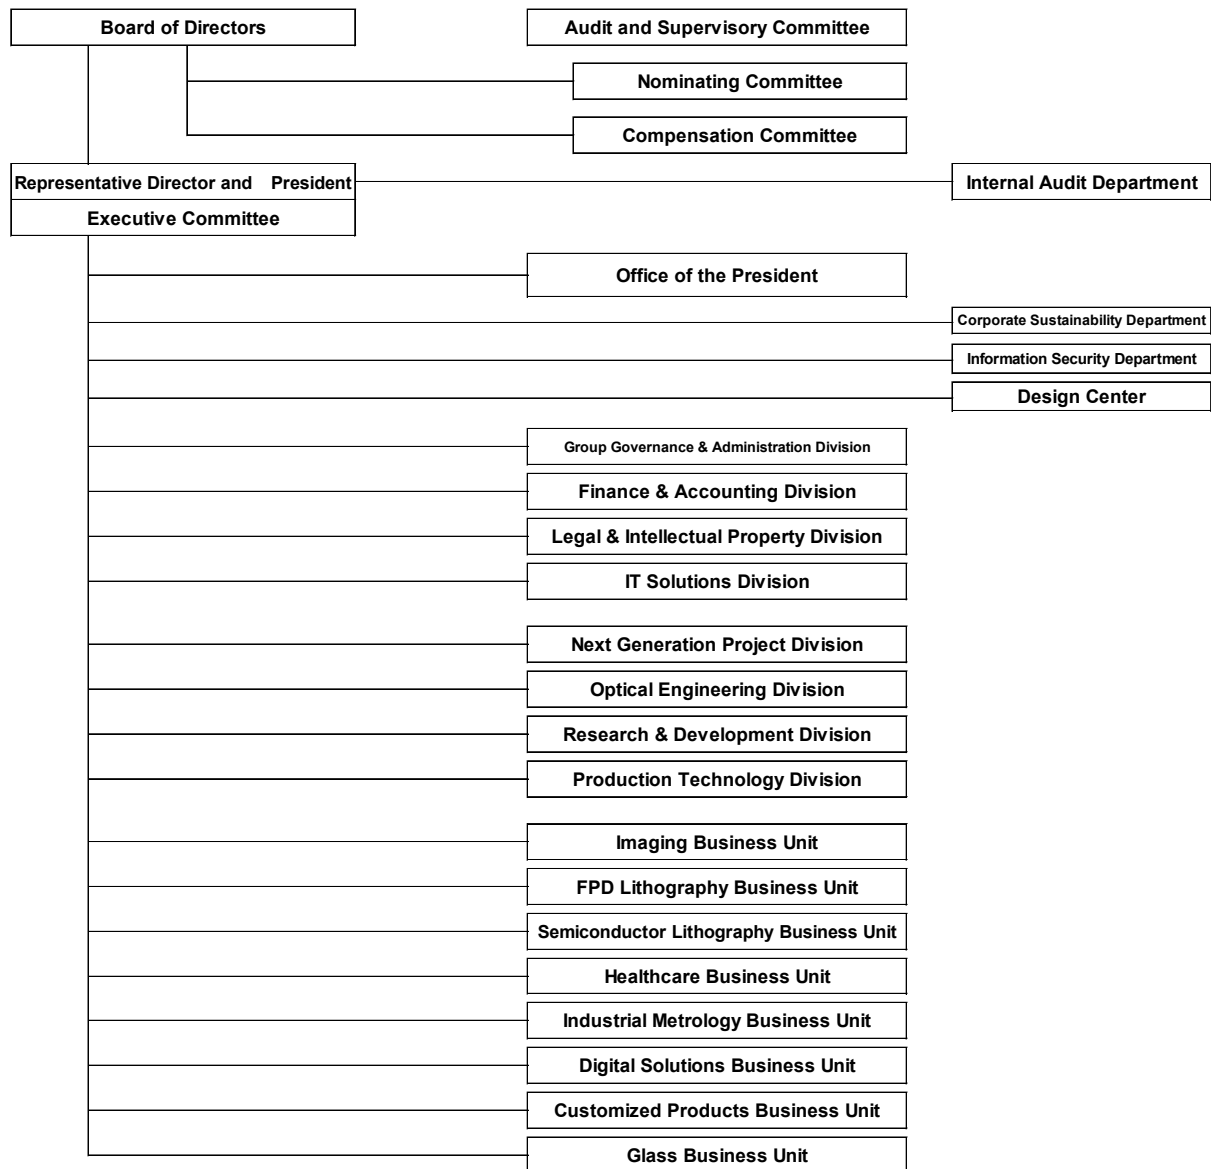 Board of Directors
Audit and Supervisory Committee
Nominating Committee
Compensation Committee
Representative Director and President
Internal Audit Department
Executive Committee
Office of the President
Corporate Sustainability Department
Information Security Department
Design Center
Group Governance & Administration Division
Finance & Accounting Division
Legal & Intellectual Property Division
IT Solutions Division
Next Generation Project Division
Optical Engineering Division
Research & Development Division
Production Technology Division
Imaging Business Unit
FPD Lithography Business Unit
Semiconductor Lithography Business Unit
Healthcare Business Unit
Industrial Metrology Business Unit
Digital Solutions Business Unit
Customized Products Business Unit
Glass Business Unit